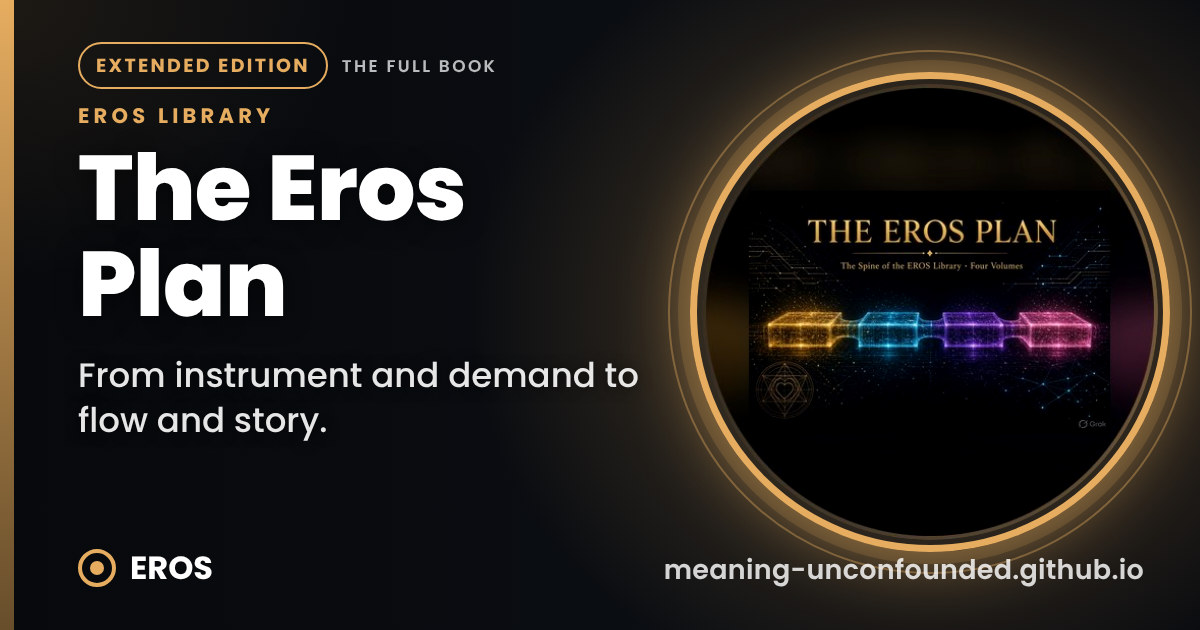 EXTENDED EDITION
THE FULL BOOK
EROS LIBRARY
The Eros
Plan
From instrument and demand to
flow and story.
THE EROS PLAN
The Spine of the EROS Library · Four Volumes
Grok
EROS
meaning-unconfounded.github.io